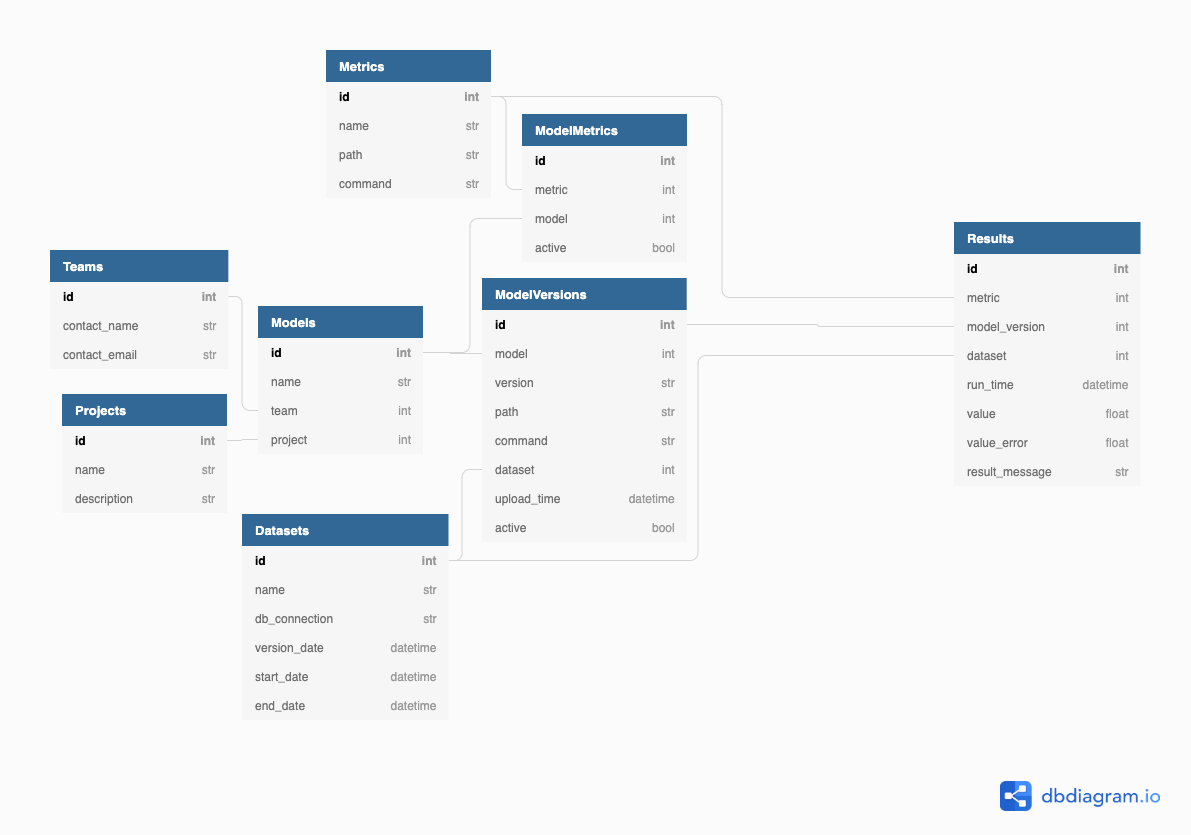 Metrics
id int
name str
path str
command str
ModelMetrics
id int
metric int
model int
active bool
Teams
id int
contact_name str
contact_email str
Models
id int
name str
team int
project int
ModelVersions
id int
model int
version str
path str
command str
dataset int
upload_time datetime
active bool
Results
id int
metric int
model_version int
dataset int
run_time datetime
value float
value_error float
result_message str
Projects
id int
name str
description str
Datasets
id int
name str
db_connection str
version_date datetime
start_date datetime
end_date datetime
dbdiagram.io